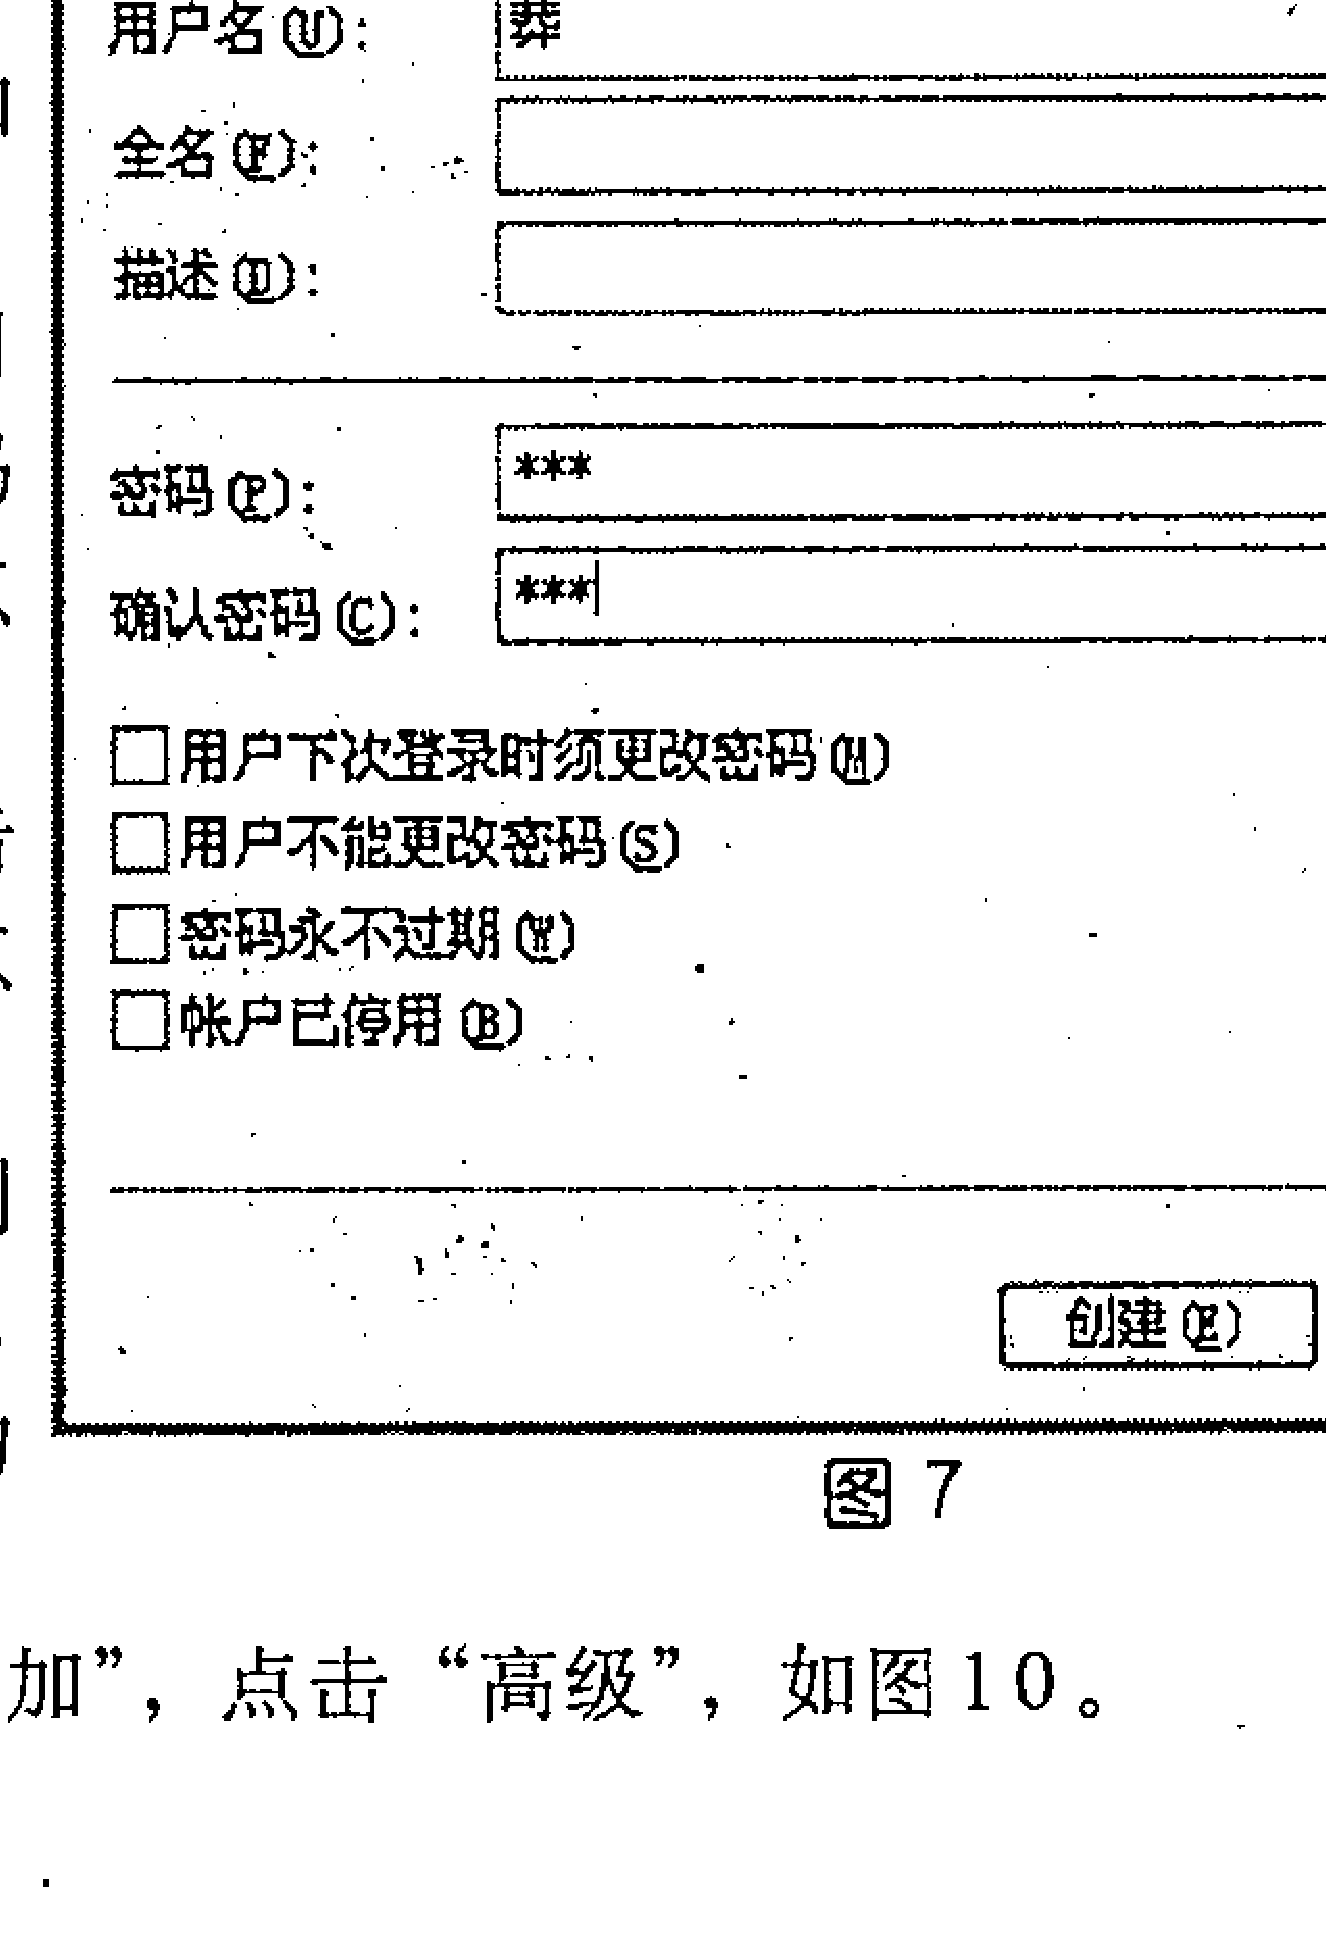 用户名(U):
全名(F):
描述(D):
密码(P): ***
确认密码(C): ***
用户下次登录时须更改密码(M)
用户不能更改密码(S)
密码永不过期(W)
帐户已停用(B)
创建(E)
图 7
加”，点击“高级”，如图10。